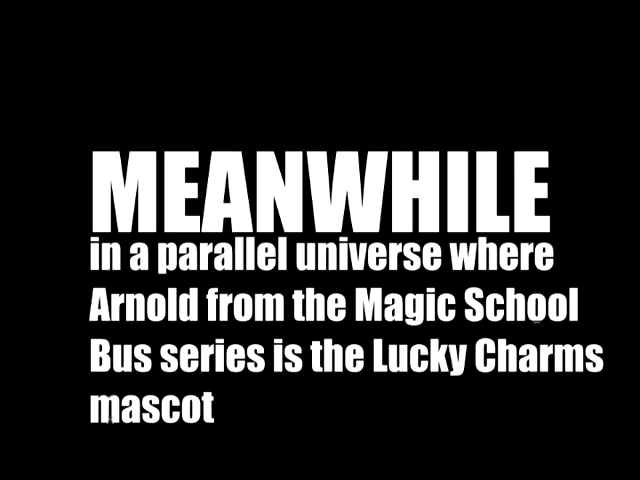 MEANWHILE
in a parallel universe where
Arnold from the Magic School
Bus series is the Lucky Charms
mascot